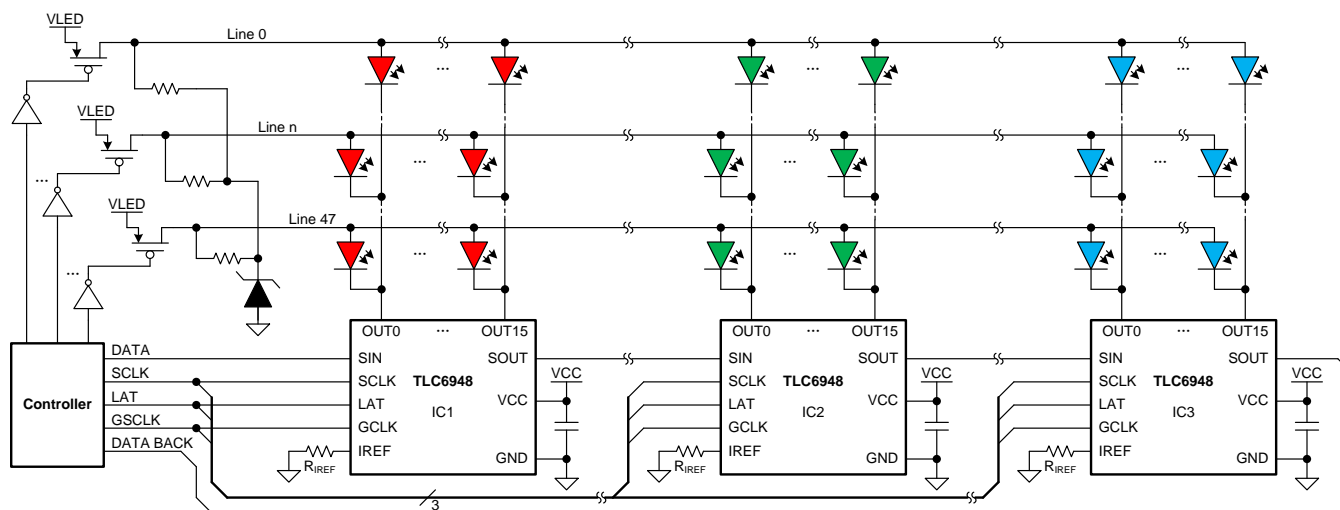 VLED
Line 0
...
...
...
VLED
Line n
...
...
...
...
VLED
Line 47
...
...
...
...
OUT0 ... OUT15
OUT0 ... OUT15
OUT0 ... OUT15
Controller
DATA
SCLK
LAT
GSCLK
DATA BACK
SIN
SCLK
LAT
GCLK
IREF
TLC6948
IC1
SOUT
VCC
GND
VCC
RIREF
SIN
SCLK
LAT
GCLK
IREF
TLC6948
IC2
SOUT
VCC
GND
VCC
RIREF
SIN
SCLK
LAT
GCLK
IREF
TLC6948
IC3
SOUT
VCC
GND
VCC
RIREF
3